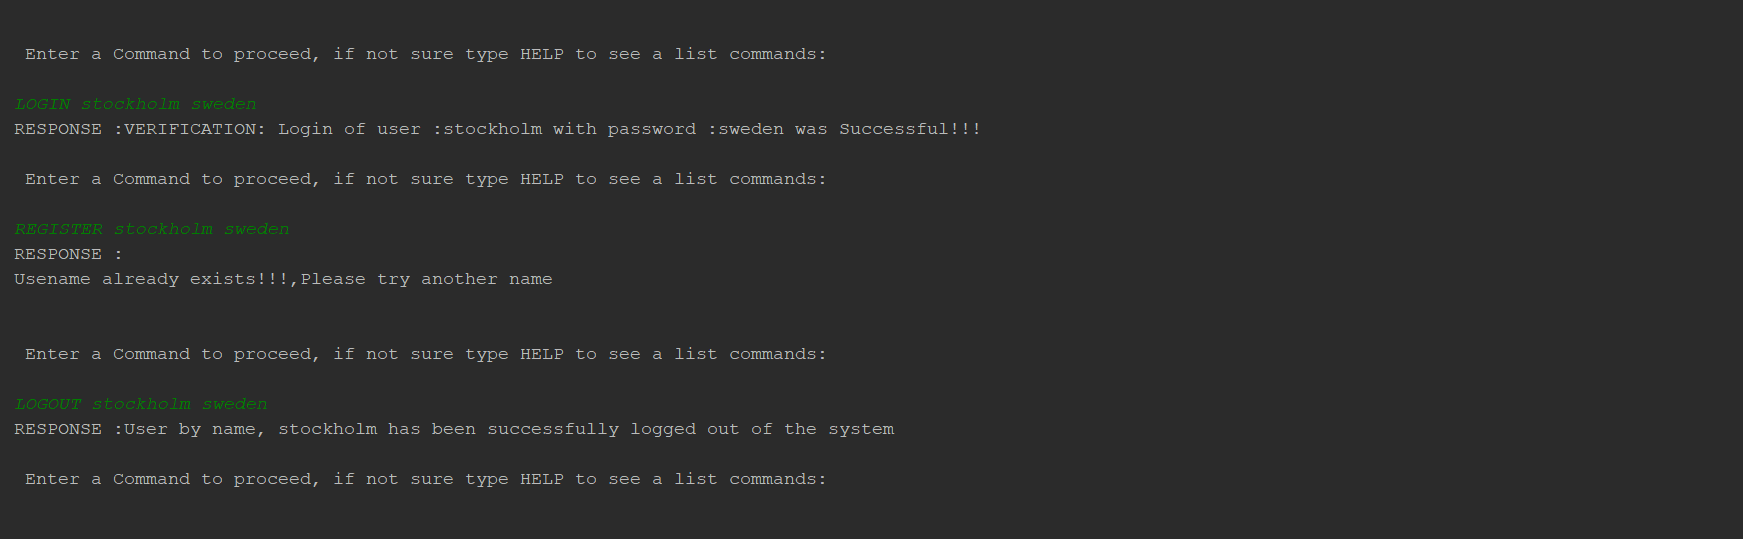 Enter a Command to proceed, if not sure type HELP to see a list commands:
LOGIN stockholm sweden
RESPONSE :VERIFICATION: Login of user :stockholm with password :sweden was Successful!!!
Enter a Command to proceed, if not sure type HELP to see a list commands:
REGISTER stockholm sweden
RESPONSE :
Usename already exists!!!,Please try another name
Enter a Command to proceed, if not sure type HELP to see a list commands:
LOGOUT stockholm sweden
RESPONSE :User by name, stockholm has been successfully logged out of the system
Enter a Command to proceed, if not sure type HELP to see a list commands: